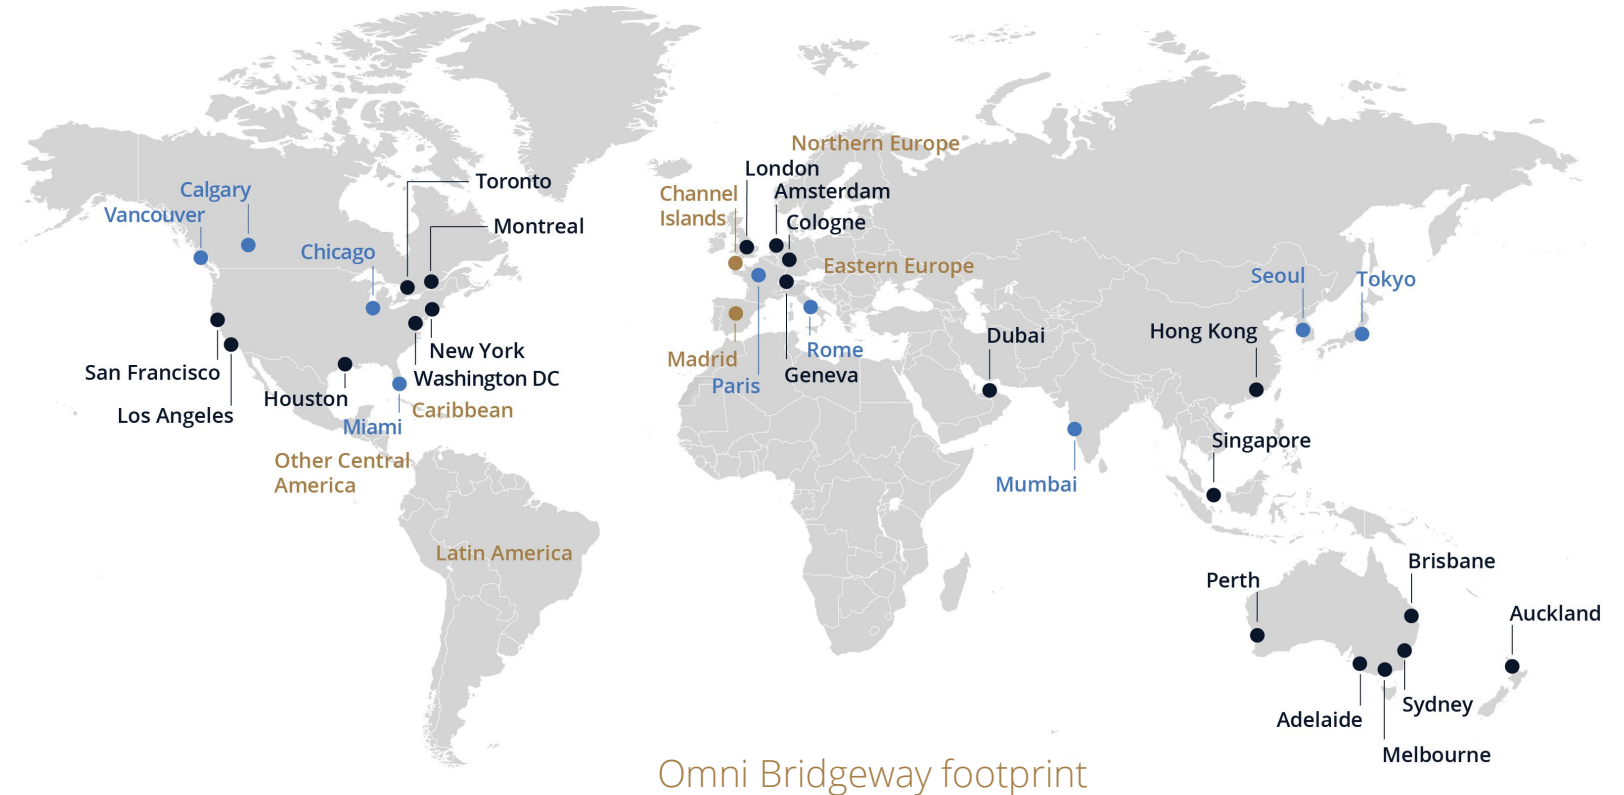 Northern Europe
London
Toronto
Amsterdam
Calgary
Channel
Islands
Vancouver
Cologne
Montreal
Chicago
Eastern Europe
Seoul
Tokyo
Hong Kong
Dubai
New York
Rome
Madrid
San Francisco
Geneva
Washington DC
Paris
Houston
Caribbean
Los Angeles
Miami
Singapore
Other Central
America
Mumbai
Latin America
Brisbane
Perth
Auckland
Sydney
Adelaide
Melbourne
Omni Bridgeway footprint